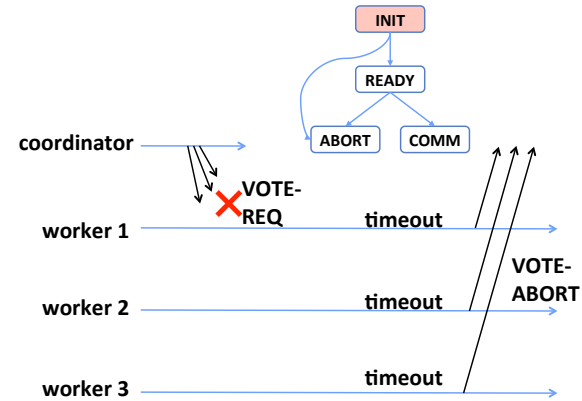 INIT
READY
ABORT COMM
coordinator
VOTE-
REQ
worker 1 timeout
VOTE-
ABORT
worker 2 timeout
worker 3 timeout